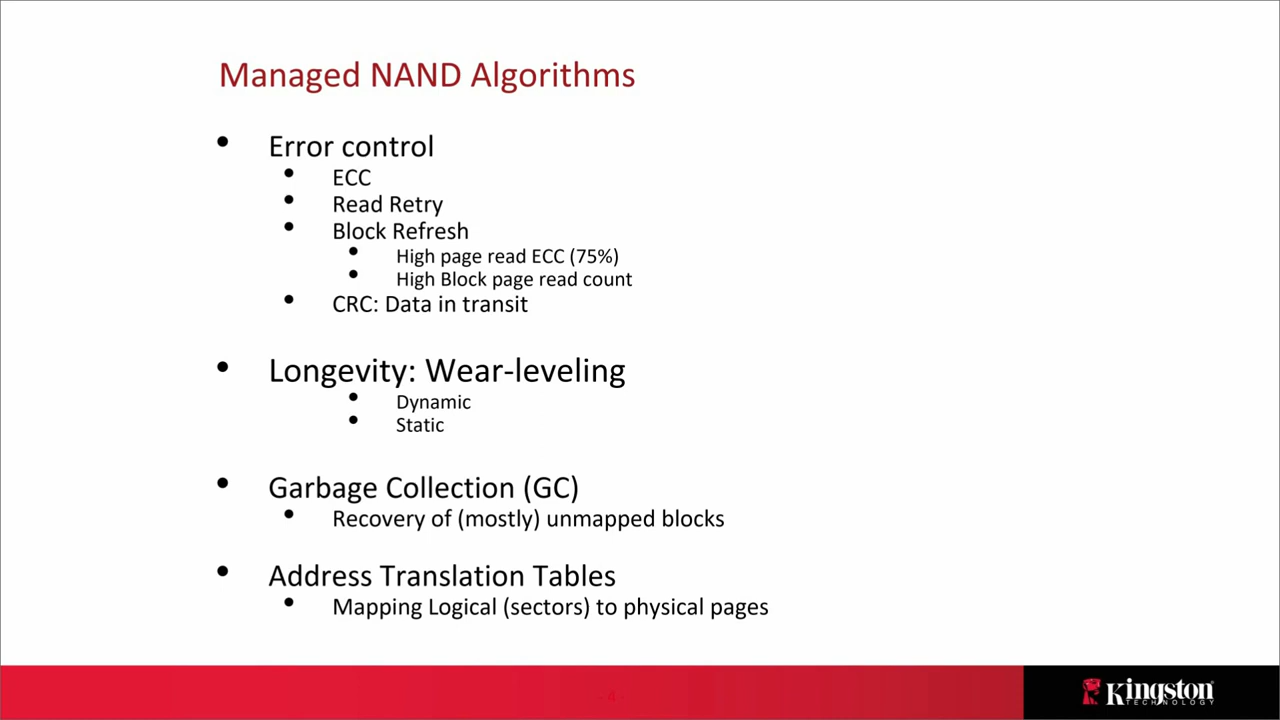 Managed NAND Algorithms
• Error control
• ECC
• Read Retry
• Block Refresh
• High page read ECC (75%)
• High Block page read count
• CRC: Data in transit
• Longevity: Wear-leveling
• Dynamic
• Static
• Garbage Collection (GC)
• Recovery of (mostly) unmapped blocks
• Address Translation Tables
• Mapping Logical (sectors) to physical pages
- 4 -
Kingston
TECHNOLOGY